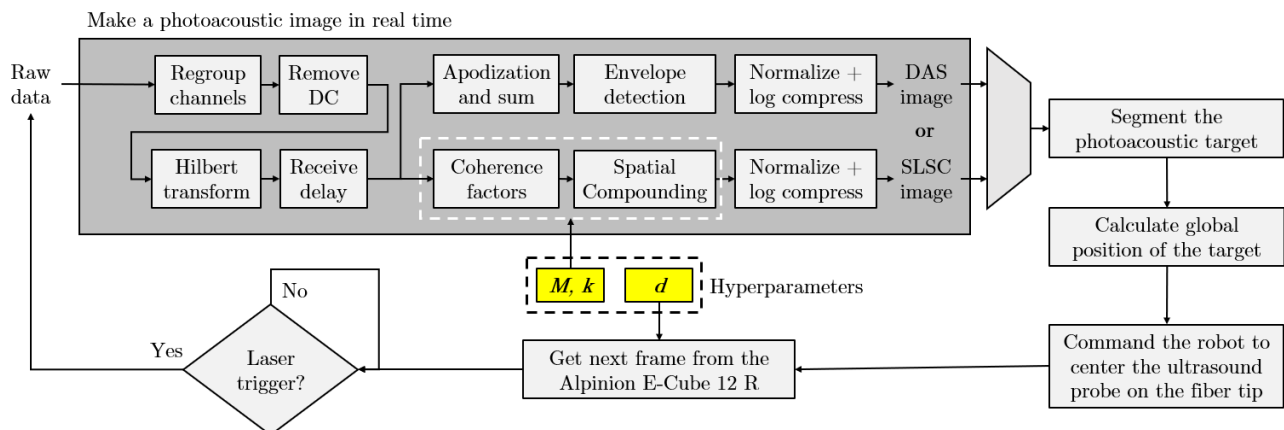 Make a photoacoustic image in real time
Raw
data
Regroup
channels
Remove
DC
Apodization
and sum
Envelope
detection
Normalize +
log compress
DAS
image
or
Hilbert
transform
Receive
delay
Coherence
factors
Spatial
Compounding
Normalize +
log compress
SLSC
image
Segment the
photoacoustic target
Calculate global
position of the target
Command the robot to
center the ultrasound
probe on the fiber tip
M, k
d
Hyperparameters
Get next frame from the
Alpinion E-Cube 12 R
No
Yes
Laser
trigger?